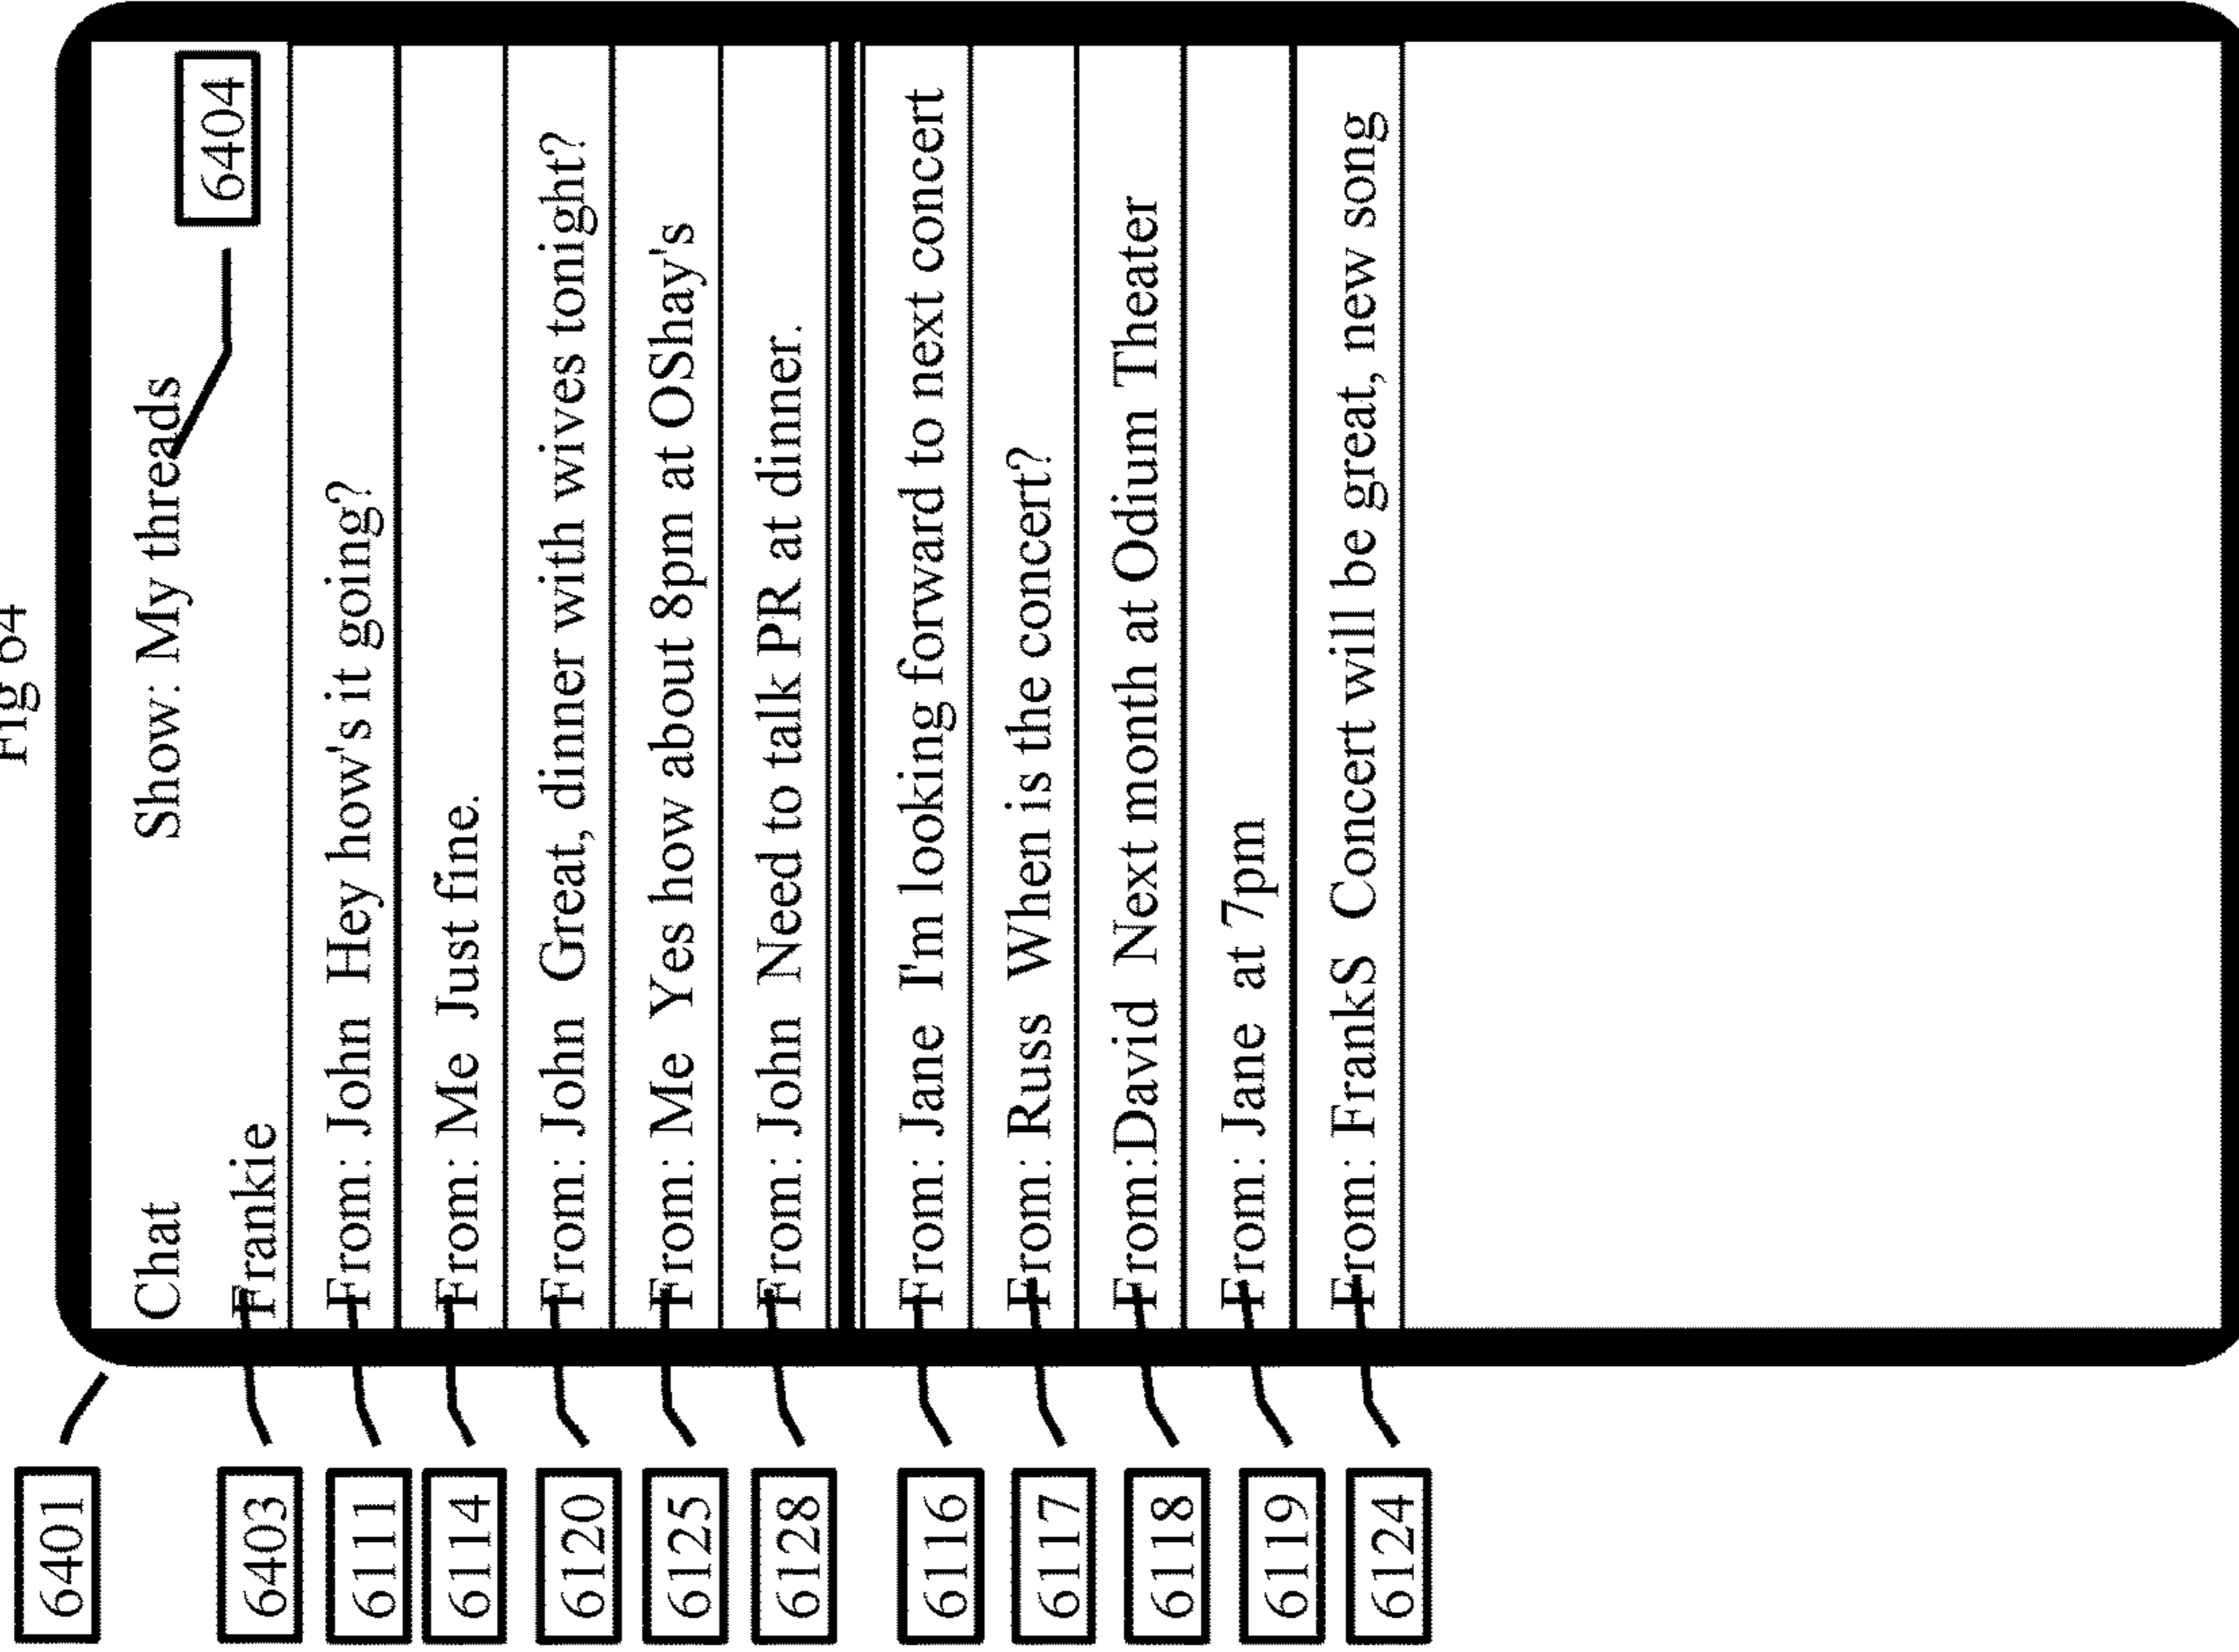 Fig 64
6401
Chat Show: My threads
6404
6403 Frankie
6111 From: John Hey how's it going?
6114 From: Me Just fine.
6120 From: John Great, dinner with wives tonight?
6125 From: Me Yes how about 8pm at OShay's
6128 From: John Need to talk PR at dinner.
6116 From: Jane I'm looking forward to next concert
6117 From: Russ When is the concert?
6118 From:David Next month at Odium Theater
6119 From: Jane at 7pm
6124 From: FrankS Concert will be great, new song